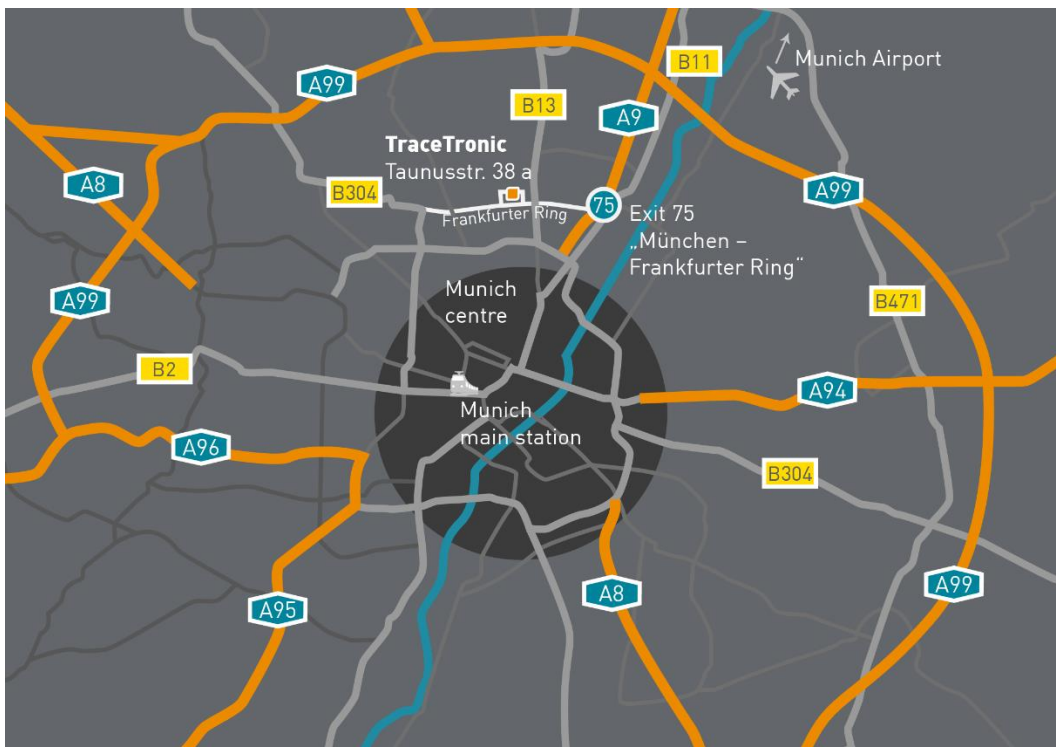 A99
B13
B11
A9
Munich Airport
A8
TraceTronic
Taunusstr. 38 a
B304
Frankfurter Ring
75
Exit 75
„München –
Frankfurter Ring"
A99
A99
Munich
centre
B471
B2
A94
Munich
main station
A96
B304
A95
A8
A99